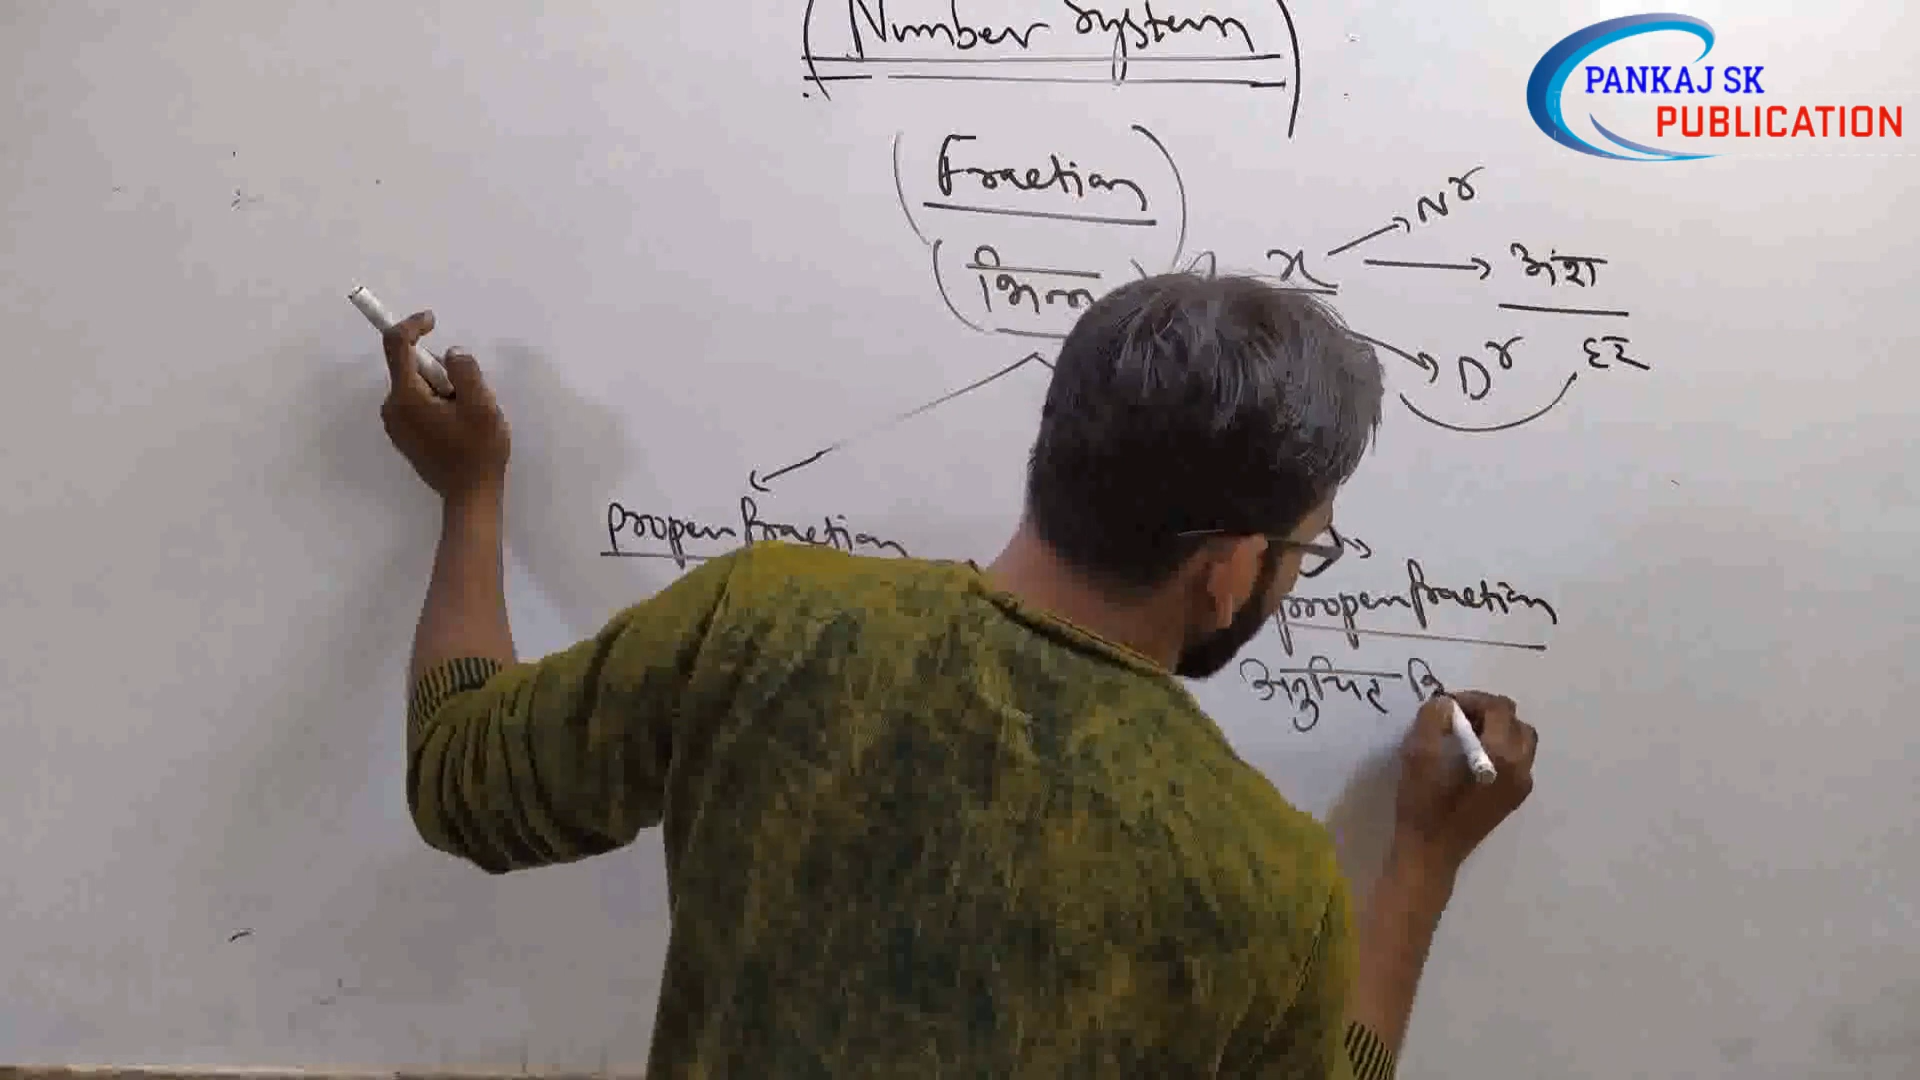 Number System
PANKAJ SK
PUBLICATION
Fraction
भिन्न
x
Nr
अंश
Dr
हर
proper fraction
proper fraction
अनुचित भि